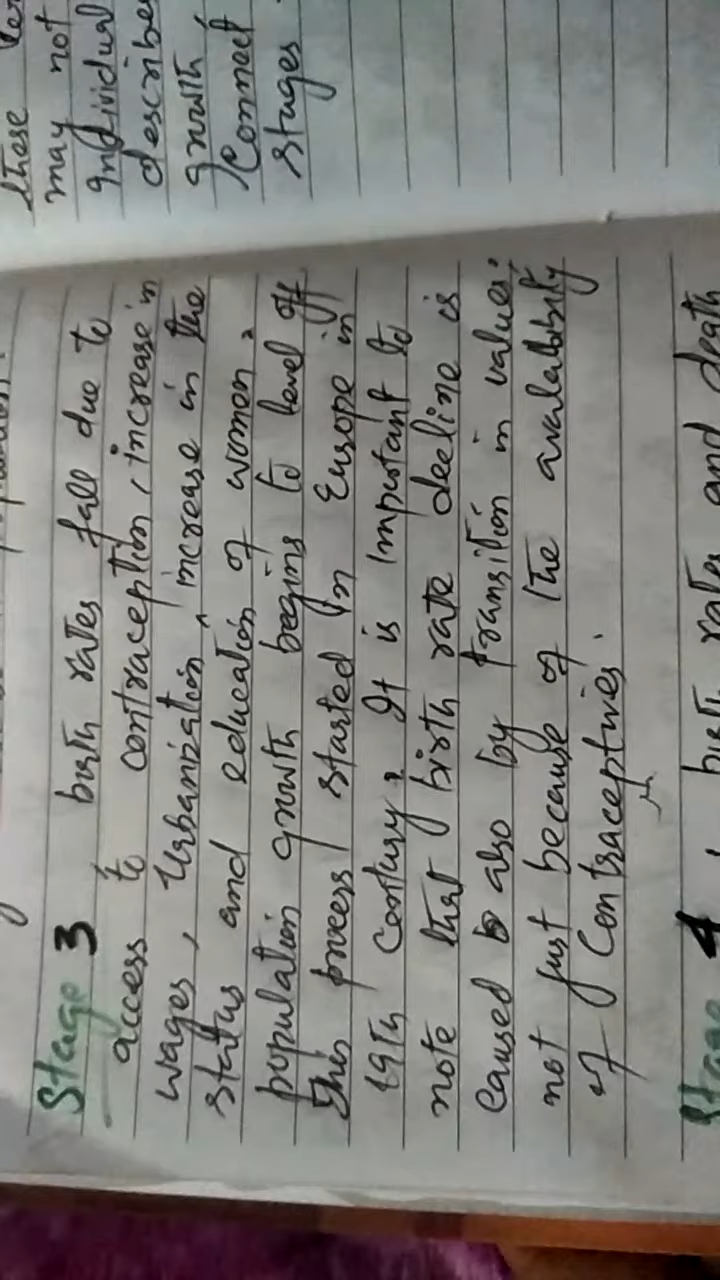 Stage 3 birth rates fall due to
access to contraception, increase in
wages, Urbanization, increase in the
status and education of women,
population growth begins to level off
this process started in Europe in
19th century. It is important to
note that birth rate decline is
caused also by transition in values;
not just because of the availability
of Contraceptives.
Stage 4 birth rates and death
these
may not
individual
describes
growth
Connect
stages